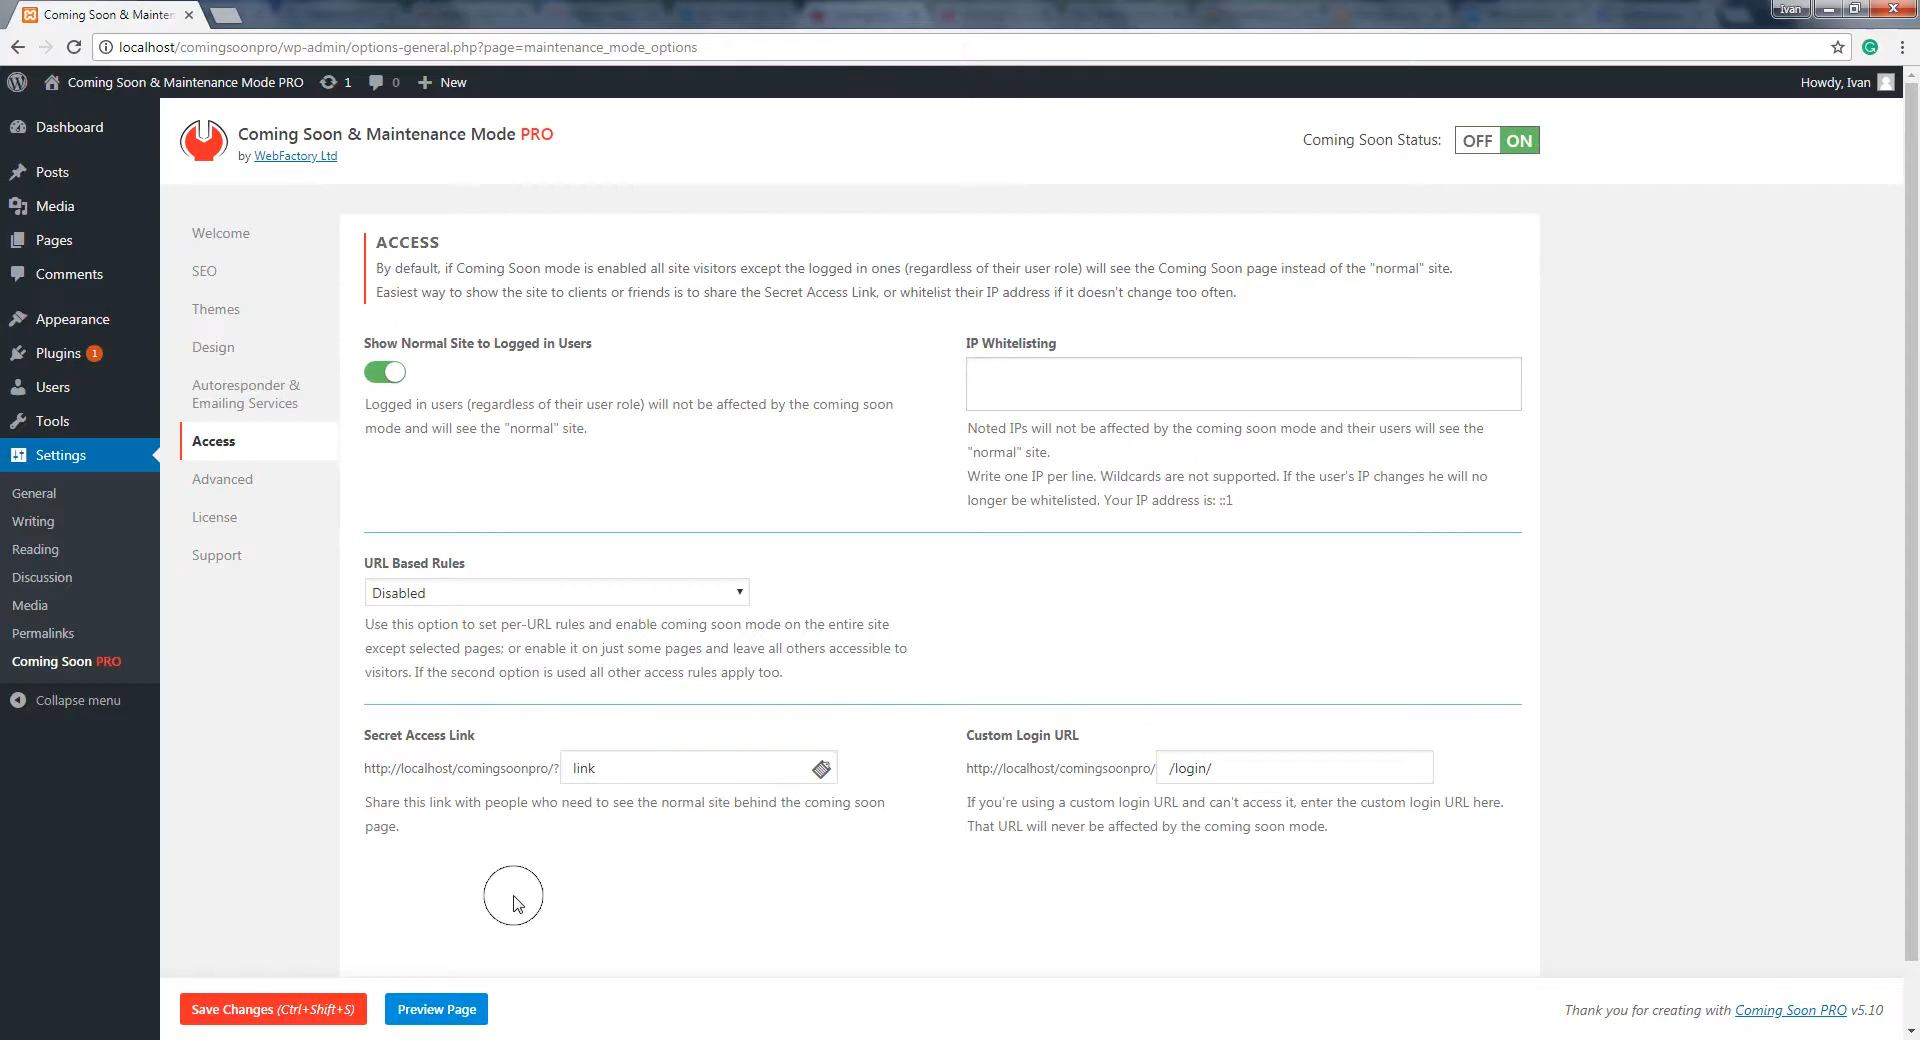 Coming Soon & Mainten
Ivan
localhost/comingsoonpro/wp-admin/options-general.php?page=maintenance_mode_options
Coming Soon & Maintenance Mode PRO
1
0
New
Howdy, Ivan
Dashboard
Posts
Media
Pages
Comments
Appearance
Plugins 1
Users
Tools
Settings
General
Writing
Reading
Discussion
Media
Permalinks
Coming Soon PRO
Collapse menu
Coming Soon & Maintenance Mode PRO
by WebFactory Ltd
Coming Soon Status: OFF ON
Welcome
SEO
Themes
Design
Autoresponder &
Emailing Services
Access
Advanced
License
Support
ACCESS
By default, if Coming Soon mode is enabled all site visitors except the logged in ones (regardless of their user role) will see the Coming Soon page instead of the "normal" site.
Easiest way to show the site to clients or friends is to share the Secret Access Link, or whitelist their IP address if it doesn't change too often.
Show Normal Site to Logged in Users
Logged in users (regardless of their user role) will not be affected by the coming soon
mode and will see the "normal" site.
IP Whitelisting
Noted IPs will not be affected by the coming soon mode and their users will see the
"normal" site.
Write one IP per line. Wildcards are not supported. If the user's IP changes he will no
longer be whitelisted. Your IP address is: ::1
URL Based Rules
Disabled
Use this option to set per-URL rules and enable coming soon mode on the entire site
except selected pages; or enable it on just some pages and leave all others accessible to
visitors. If the second option is used all other access rules apply too.
Secret Access Link
http://localhost/comingsoonpro/? link
Share this link with people who need to see the normal site behind the coming soon
page.
Custom Login URL
http://localhost/comingsoonpro/ /login/
If you're using a custom login URL and can't access it, enter the custom login URL here.
That URL will never be affected by the coming soon mode.
Save Changes (Ctrl+Shift+S)
Preview Page
Thank you for creating with Coming Soon PRO v5.10